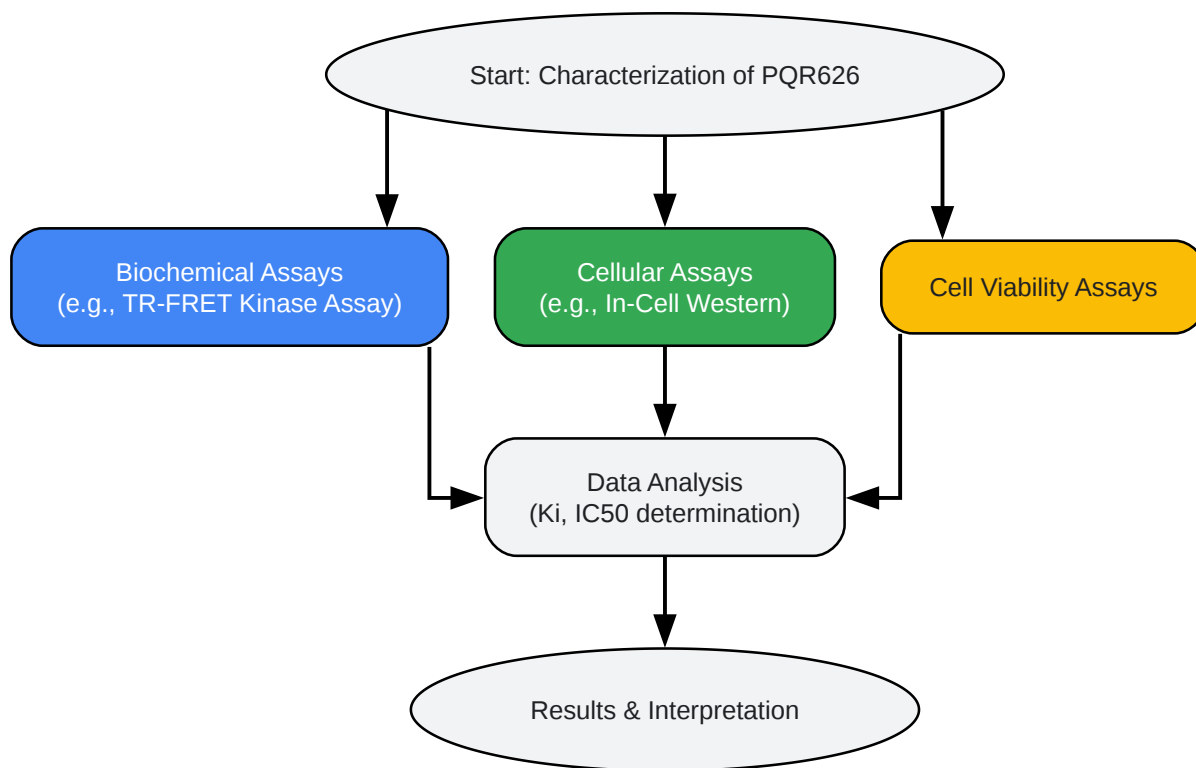 Start: Characterization of PQR626
Biochemical Assays
(e.g., TR-FRET Kinase Assay)
Cellular Assays
(e.g., In-Cell Western)
Cell Viability Assays
Data Analysis
(Ki, IC50 determination)
Results & Interpretation